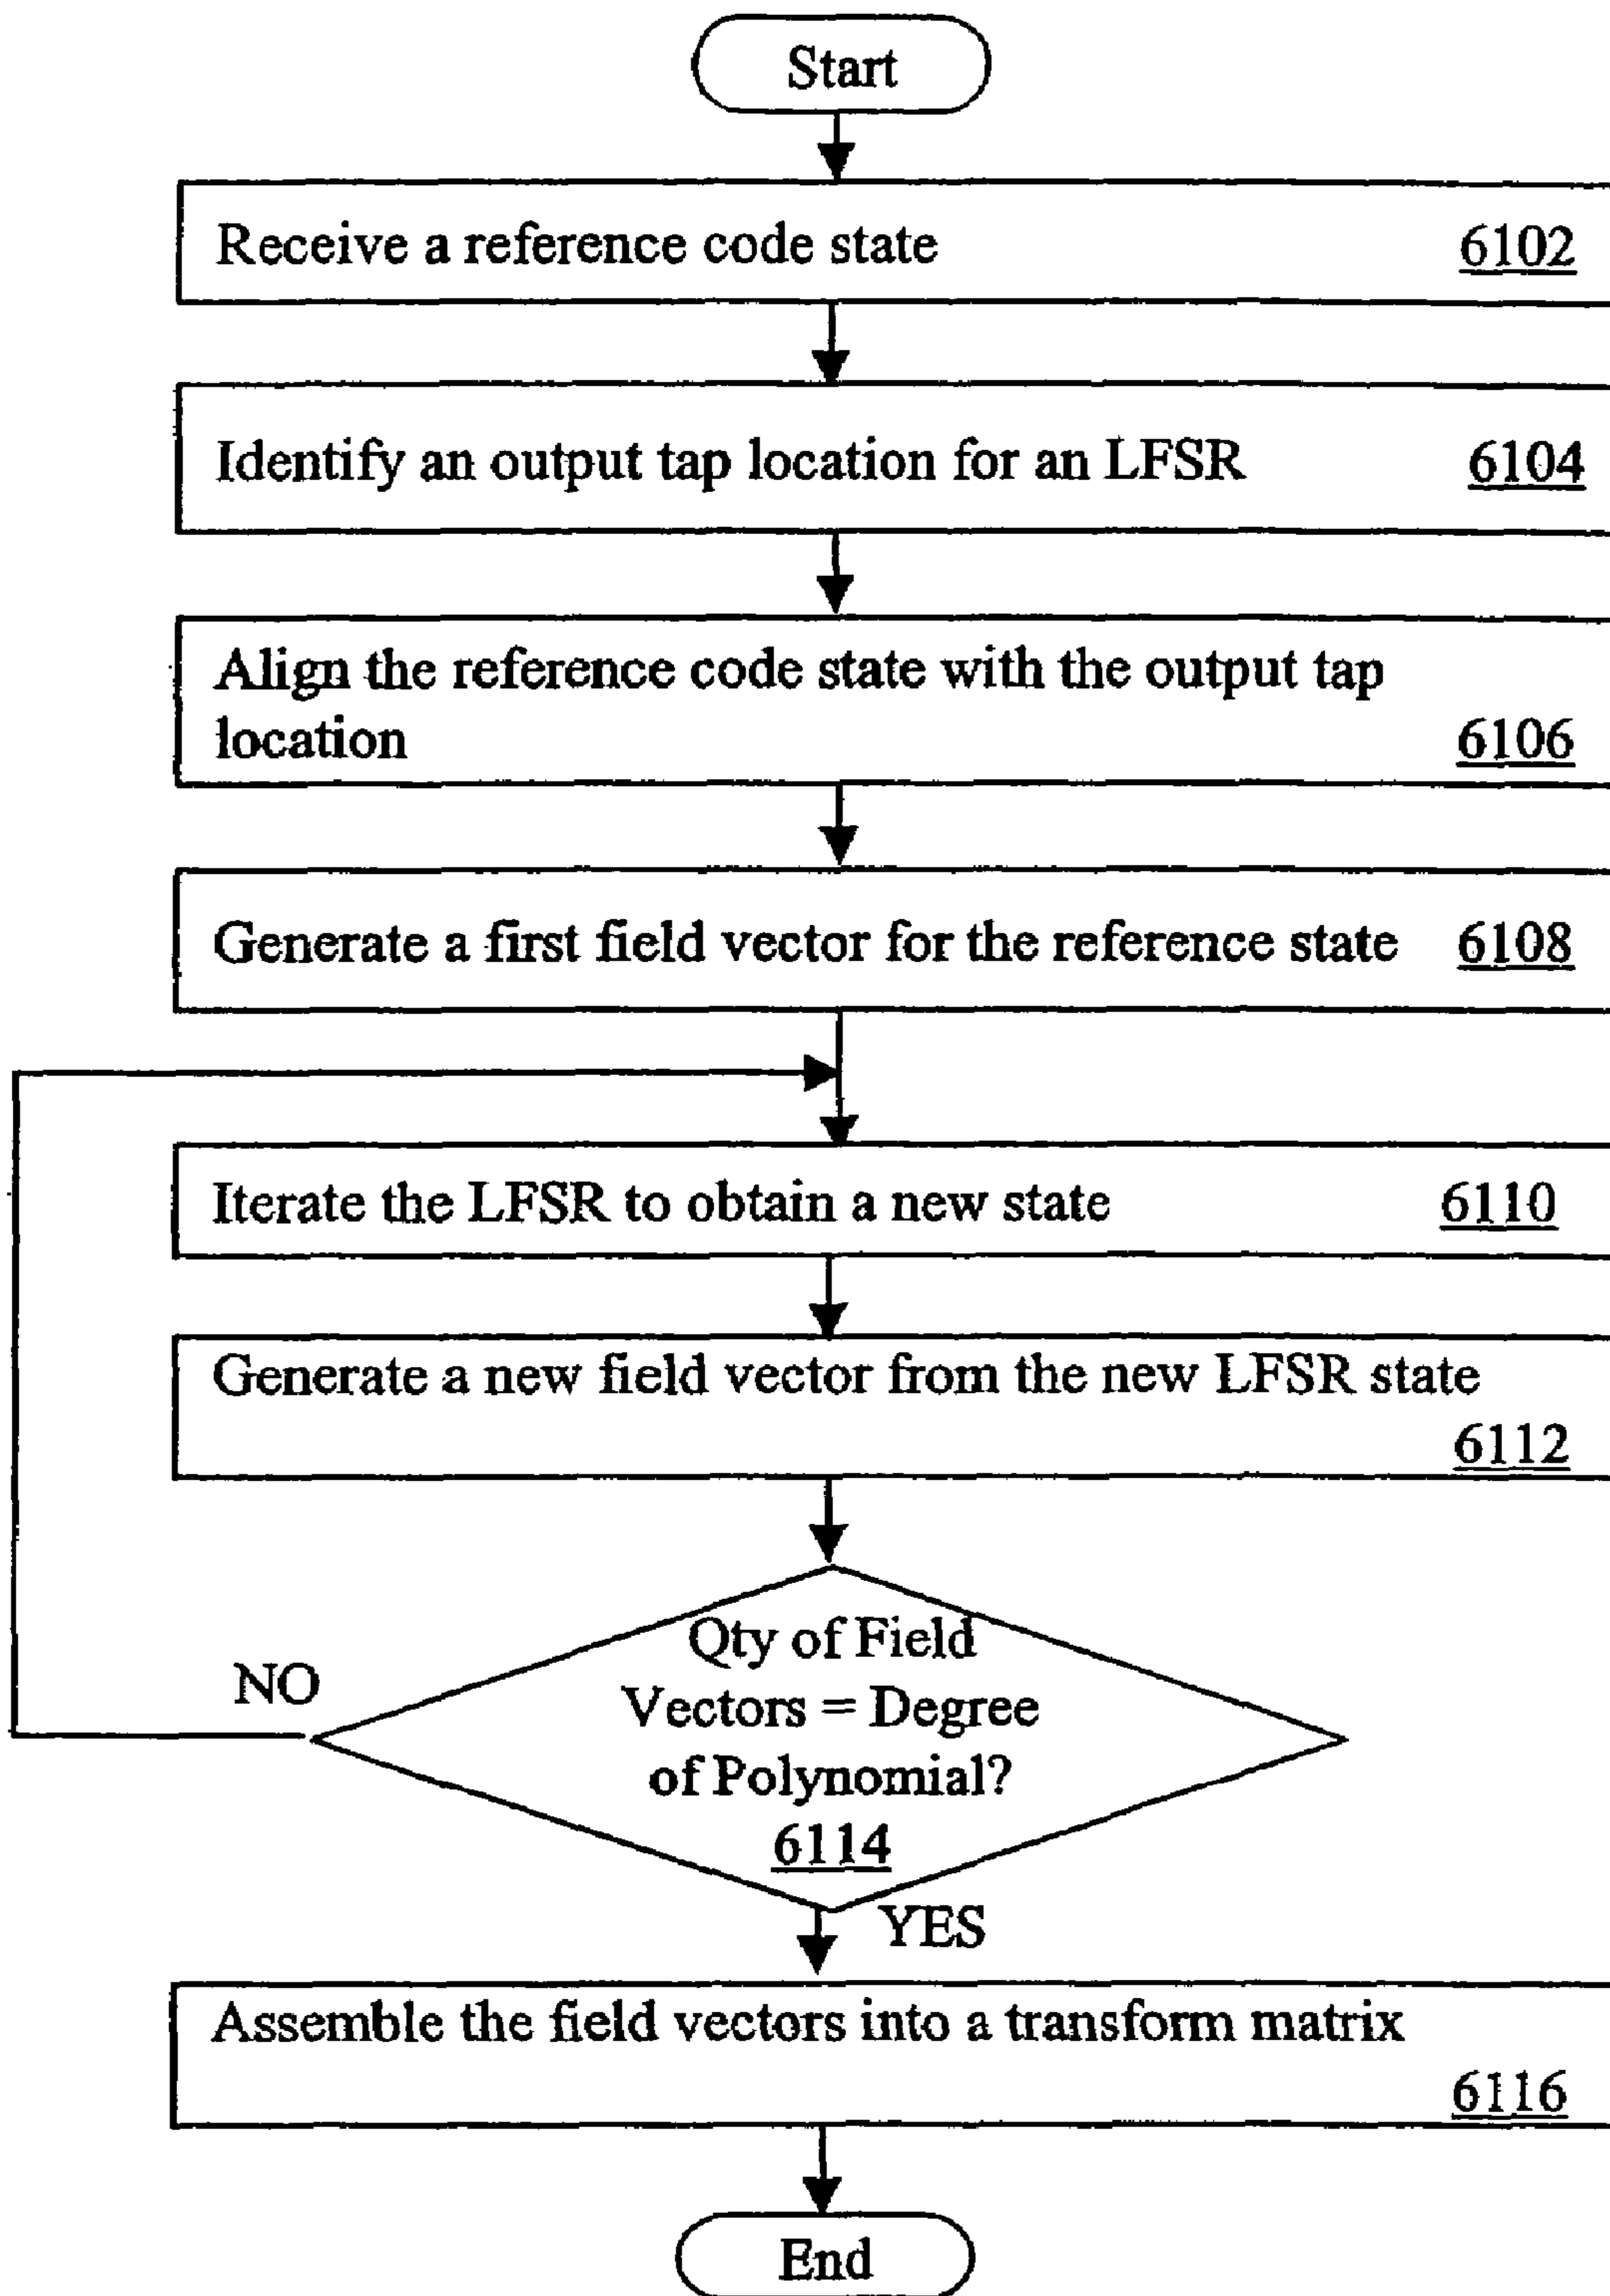 Start
Receive a reference code state 6102
Identify an output tap location for an LFSR 6104
Align the reference code state with the output tap
location 6106
Generate a first field vector for the reference state 6108
Iterate the LFSR to obtain a new state 6110
Generate a new field vector from the new LFSR state
6112
Qty of Field
NO
Vectors = Degree
of Polynomial?
6114
YES
Assemble the field vectors into a transform matrix
6116
End